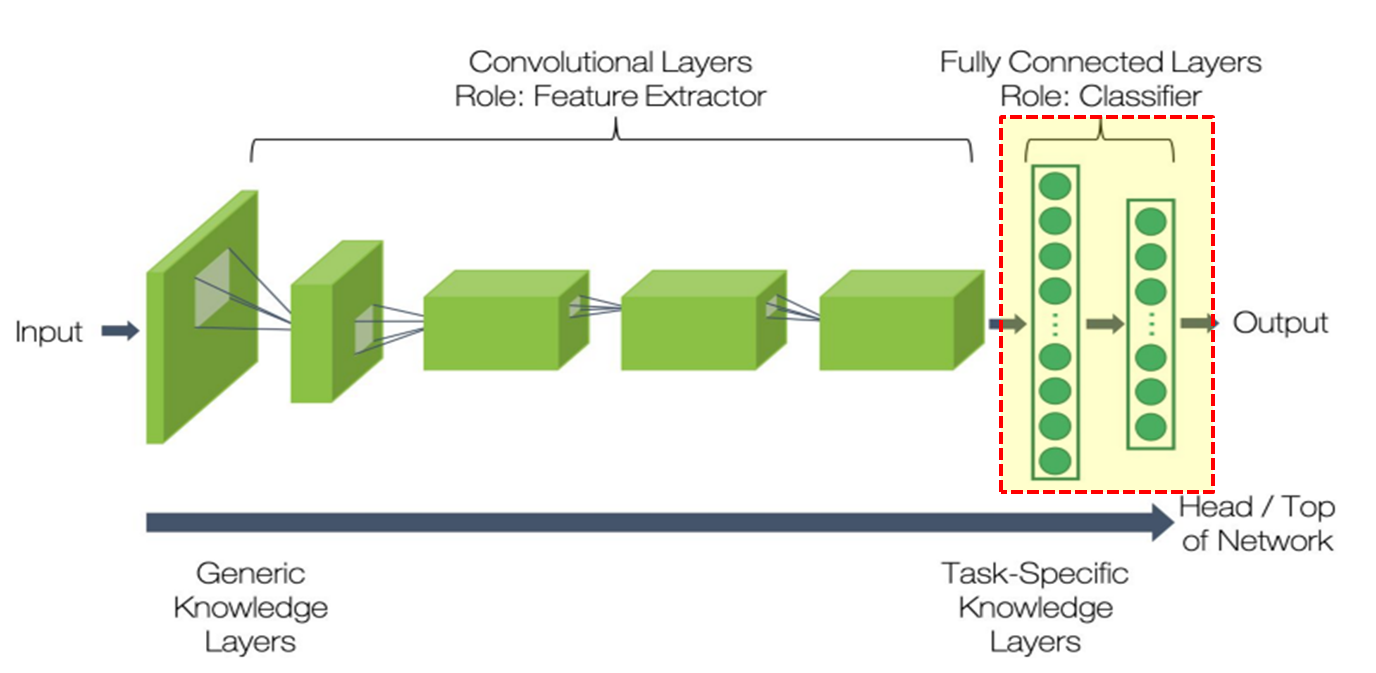 Convolutional Layers
Role: Feature Extractor
Fully Connected Layers
Role: Classifier
Input
Output
Head / Top
of Network
Generic
Knowledge
Layers
Task-Specific
Knowledge
Layers